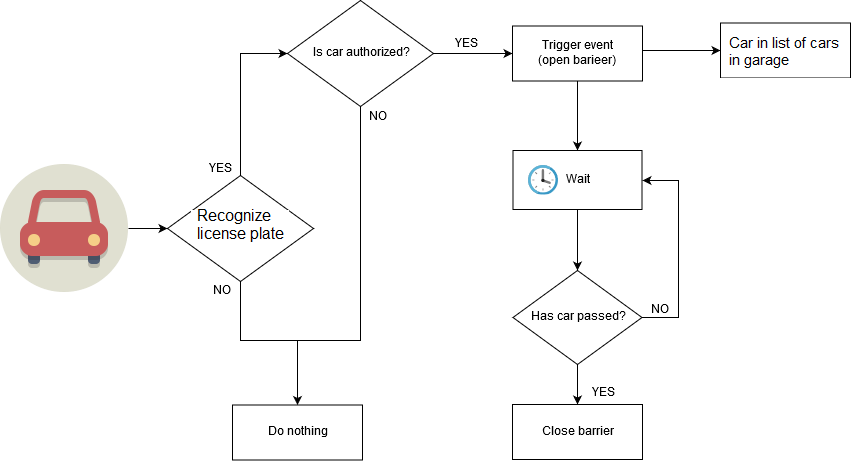 Is car authorized?
YES
Trigger event
(open barieer)
Car in list of cars
in garage
NO
YES
Wait
Recognize
license plate
NO
Has car passed?
NO
YES
Do nothing
Close barrier